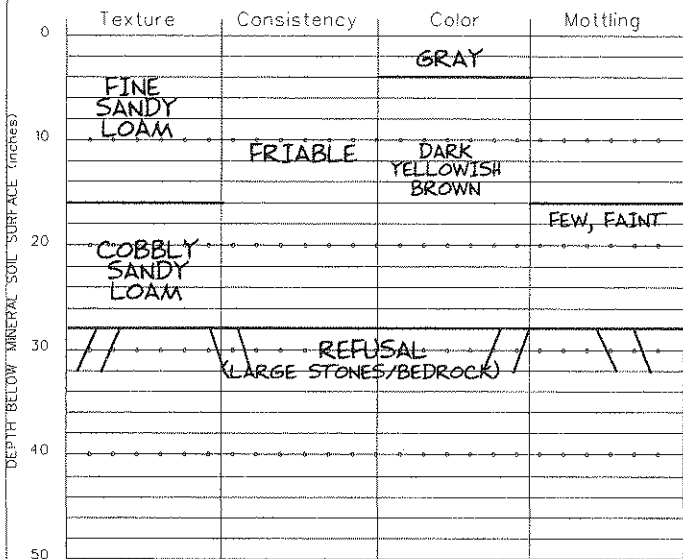 Texture Consistency Color Mottling
DEPTH BELOW MINERAL SOIL SURFACE (inches)
0
10
20
30
40
50
FINE
SANDY
LOAM
COBBLY
SANDY
LOAM
FRIABLE
GRAY
DARK
YELLOWISH
BROWN
FEW, FAINT
REFUSAL
(LARGE STONES/BEDROCK)